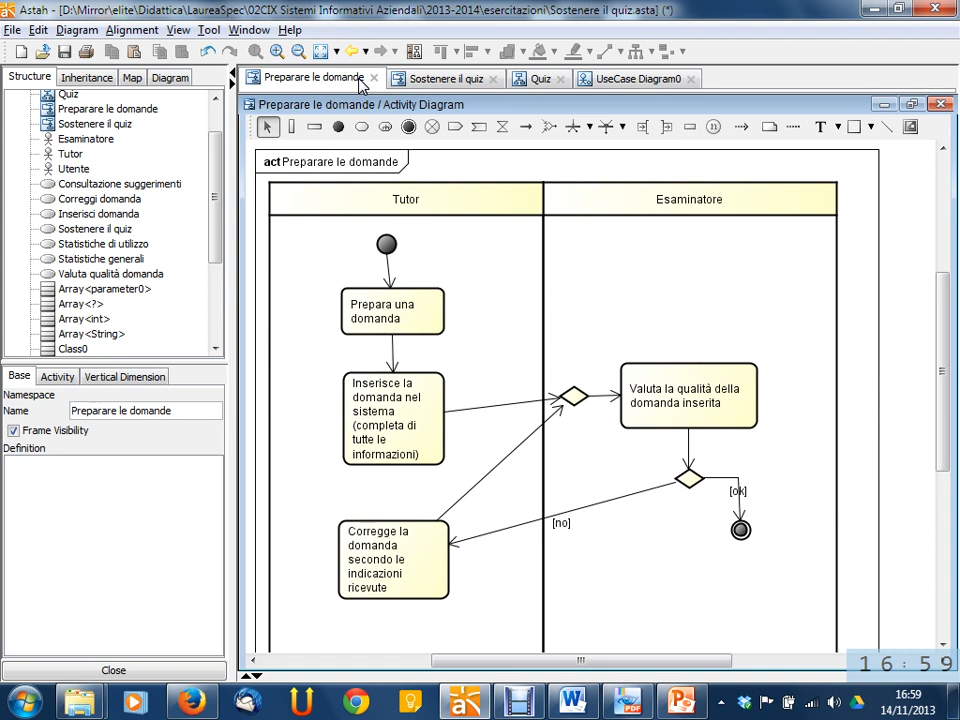 Astah - [D:\Mirror\elite\Didattica\LaureaSpec\02CIX Sistemi Informativi Aziendali\2013-2014\esercitazioni\Sostenere il quiz.asta] (*)
File Edit Diagram Alignment View Tool Window Help
Structure Inheritance Map Diagram
Preparare le domande Sostenere il quiz Quiz UseCase Diagram0
Quiz
Preparare le domande
Sostenere il quiz
Esaminatore
Tutor
Utente
Consultazione suggerimenti
Correggi domanda
Inserisci domanda
Sostenere il quiz
Statistiche di utilizzo
Statistiche generali
Valuta qualità domanda
Array<parameter0>
Array<?>
Array<int>
Array<String>
Class0
Base Activity Vertical Dimension
Namespace
Name Preparare le domande
Frame Visibility
Definition
Close
Preparare le domande / Activity Diagram
T
act Preparare le domande
Tutor Esaminatore
Prepara una
domanda
Inserisce la
domanda nel
sistema
(completa di
tutte le
informazioni)
Valuta la qualità della
domanda inserita
[ok]
[no]
Corregge la
domanda
secondo le
indicazioni
ricevute
16:59
16:59
14/11/2013